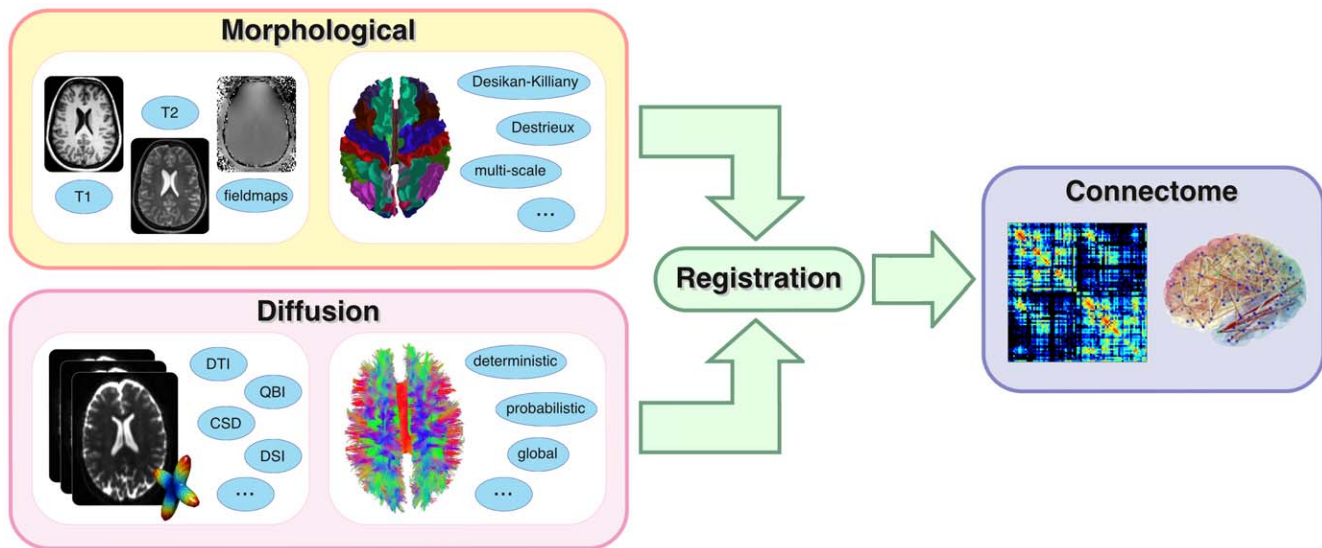 Morphological
T1
T2
fieldmaps
Desikan-Killiany
Destrieux
multi-scale
...
Diffusion
DTI
QBI
CSD
DSI
...
deterministic
probabilistic
global
...
Registration
Connectome